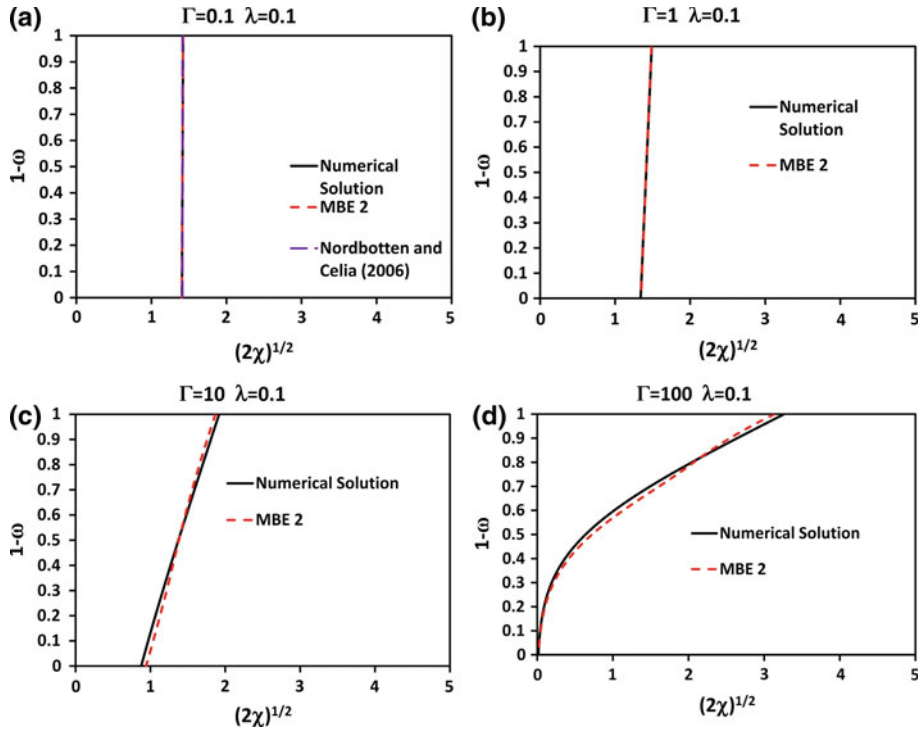 (a) Γ=0.1 λ=0.1
1
0.9
0.8
0.7
0.6
0.5
0.4
0.3
0.2
0.1
0
1-ω
Numerical
Solution
MBE 2
Nordbotten and
Celia (2006)
0 1 2 3 4 5
(2χ)^1/2
(b) Γ=1 λ=0.1
1
0.9
0.8
0.7
0.6
0.5
0.4
0.3
0.2
0.1
0
1-ω
Numerical
Solution
MBE 2
0 1 2 3 4 5
(2χ)^1/2
(c) Γ=10 λ=0.1
1
0.9
0.8
0.7
0.6
0.5
0.4
0.3
0.2
0.1
0
1-ω
Numerical Solution
MBE 2
0 1 2 3 4 5
(2χ)^1/2
(d) Γ=100 λ=0.1
1
0.9
0.8
0.7
0.6
0.5
0.4
0.3
0.2
0.1
0
1-ω
Numerical Solution
MBE 2
0 1 2 3 4 5
(2χ)^1/2